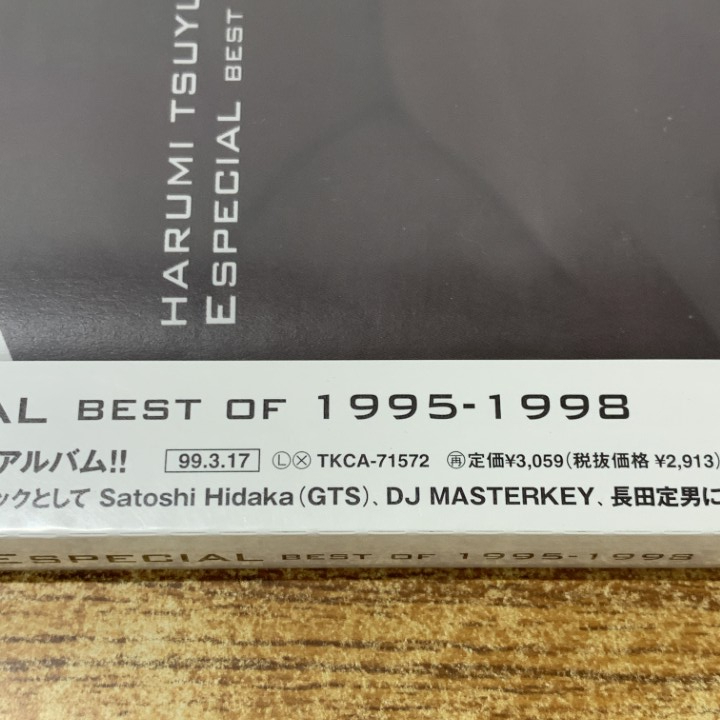 HARUMI TSUYU
ESPECIAL BEST
AL BEST OF 1995-1998
アルバム!! 99.3.17 Ⓛ Ⓧ TKCA-71572 ㊢定価¥3,059(税抜価格 ¥2,913)
ックとして Satoshi Hidaka(GTS)、DJ MASTERKEY、長田定男に
ESPECIAL BEST OF 1995-1998